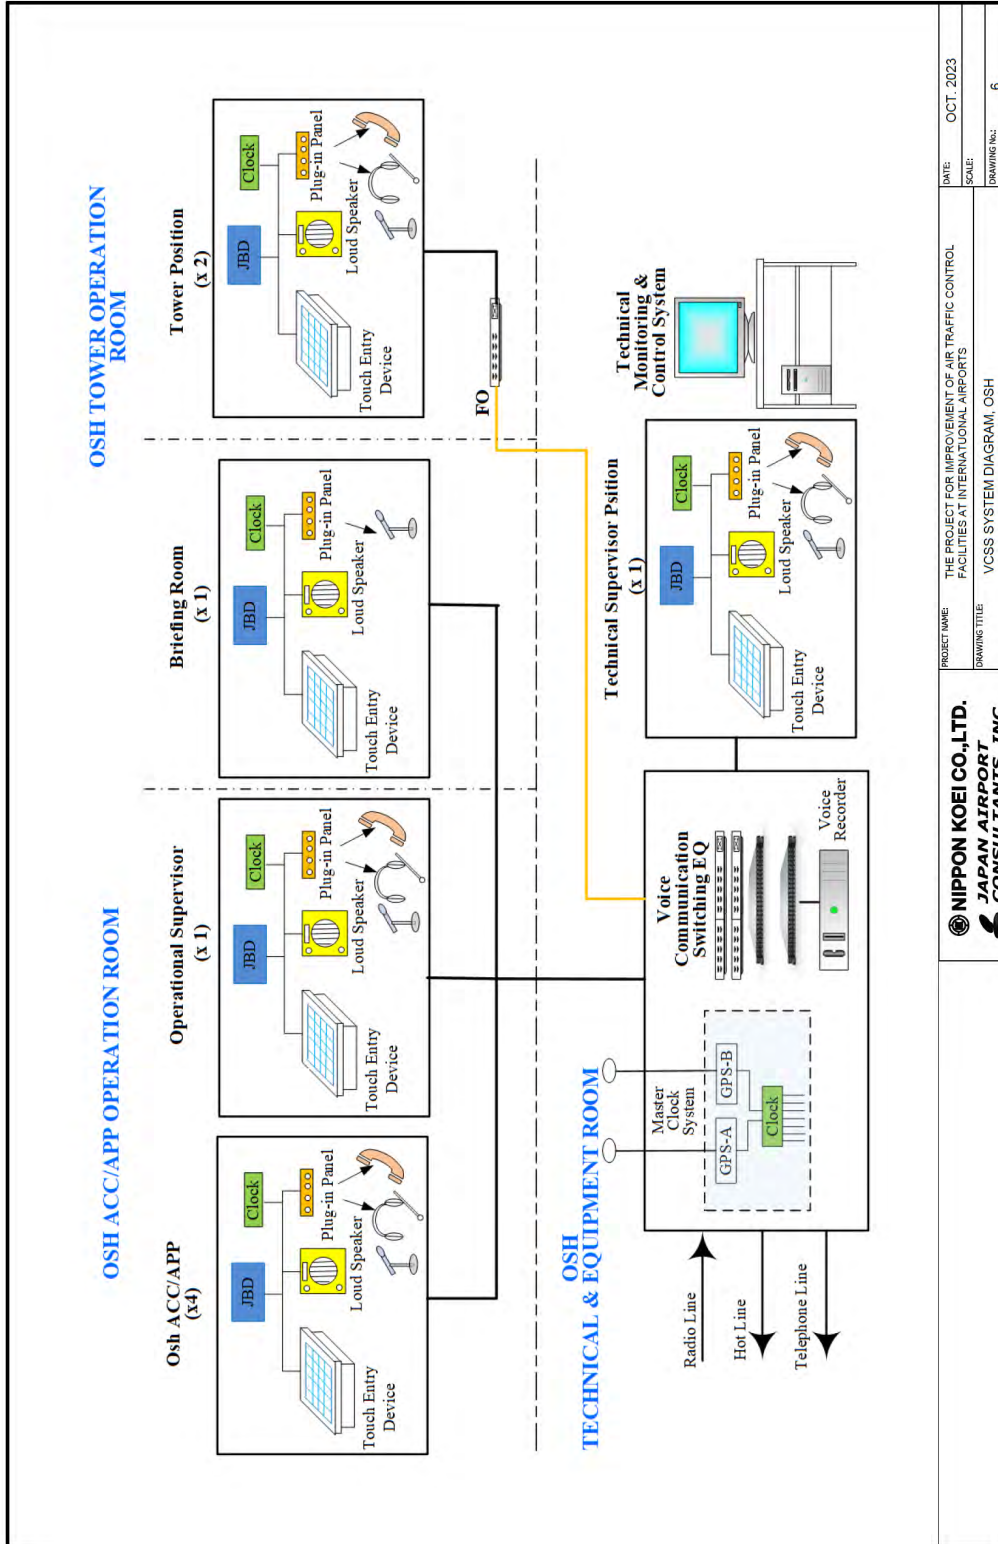 OSH ACC/APP OPERATION ROOM
OSH TOWER OPERATION
ROOM
Osh ACC/APP
(x4)
JBD
Clock
Touch Entry
Device
Loud Speaker
Plug-in Panel
Operational Supervisor
(x 1)
JBD
Clock
Touch Entry
Device
Loud Speaker
Plug-in Panel
Briefing Room
(x 1)
JBD
Clock
Touch Entry
Device
Loud Speaker
Plug-in Panel
Tower Position
(x 2)
JBD
Clock
Touch Entry
Device
Loud Speaker
Plug-in Panel
FO
OSH
TECHNICAL & EQUIPMENT ROOM
Radio Line
Hot Line
Telephone Line
Master
Clock
System
GPS-A
GPS-B
Clock
Voice
Communication
Switching EQ
Voice
Recorder
Technical Supervisor Psition
(x 1)
JBD
Clock
Touch Entry
Device
Loud Speaker
Plug-in Panel
Technical
Monitoring &
Control System
NIPPON KOEI CO.,LTD.
JAPAN AIRPORT
CONSULTANTS, INC
PROJECT NAME:
THE PROJECT FOR IMPROVEMENT OF AIR TRAFFIC CONTROL
FACILITIES AT INTERNATUONAL AIRPORTS
DRAWING TITLE:
VCSS SYSTEM DIAGRAM, OSH
DATE:
OCT. 2023
SCALE:
DRAWING No.:
6